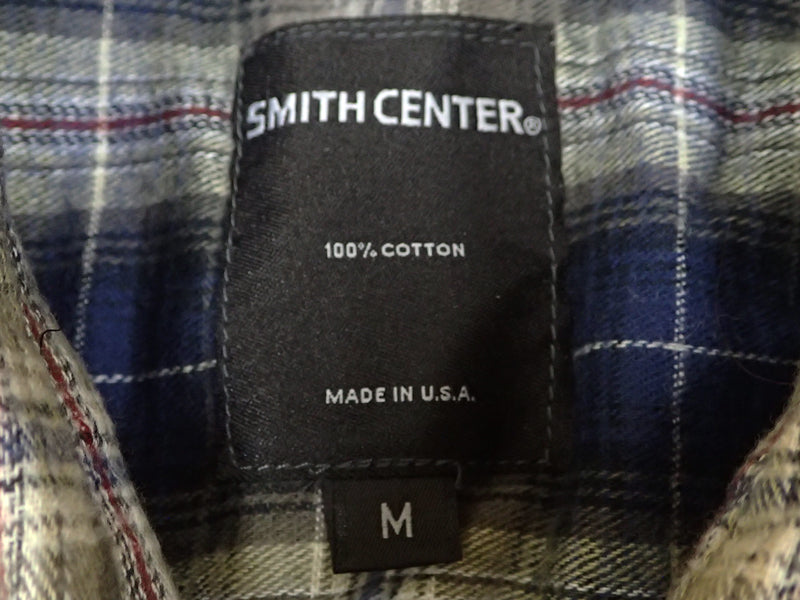 SMITH CENTER®
100% COTTON
MADE IN U.S.A.
M